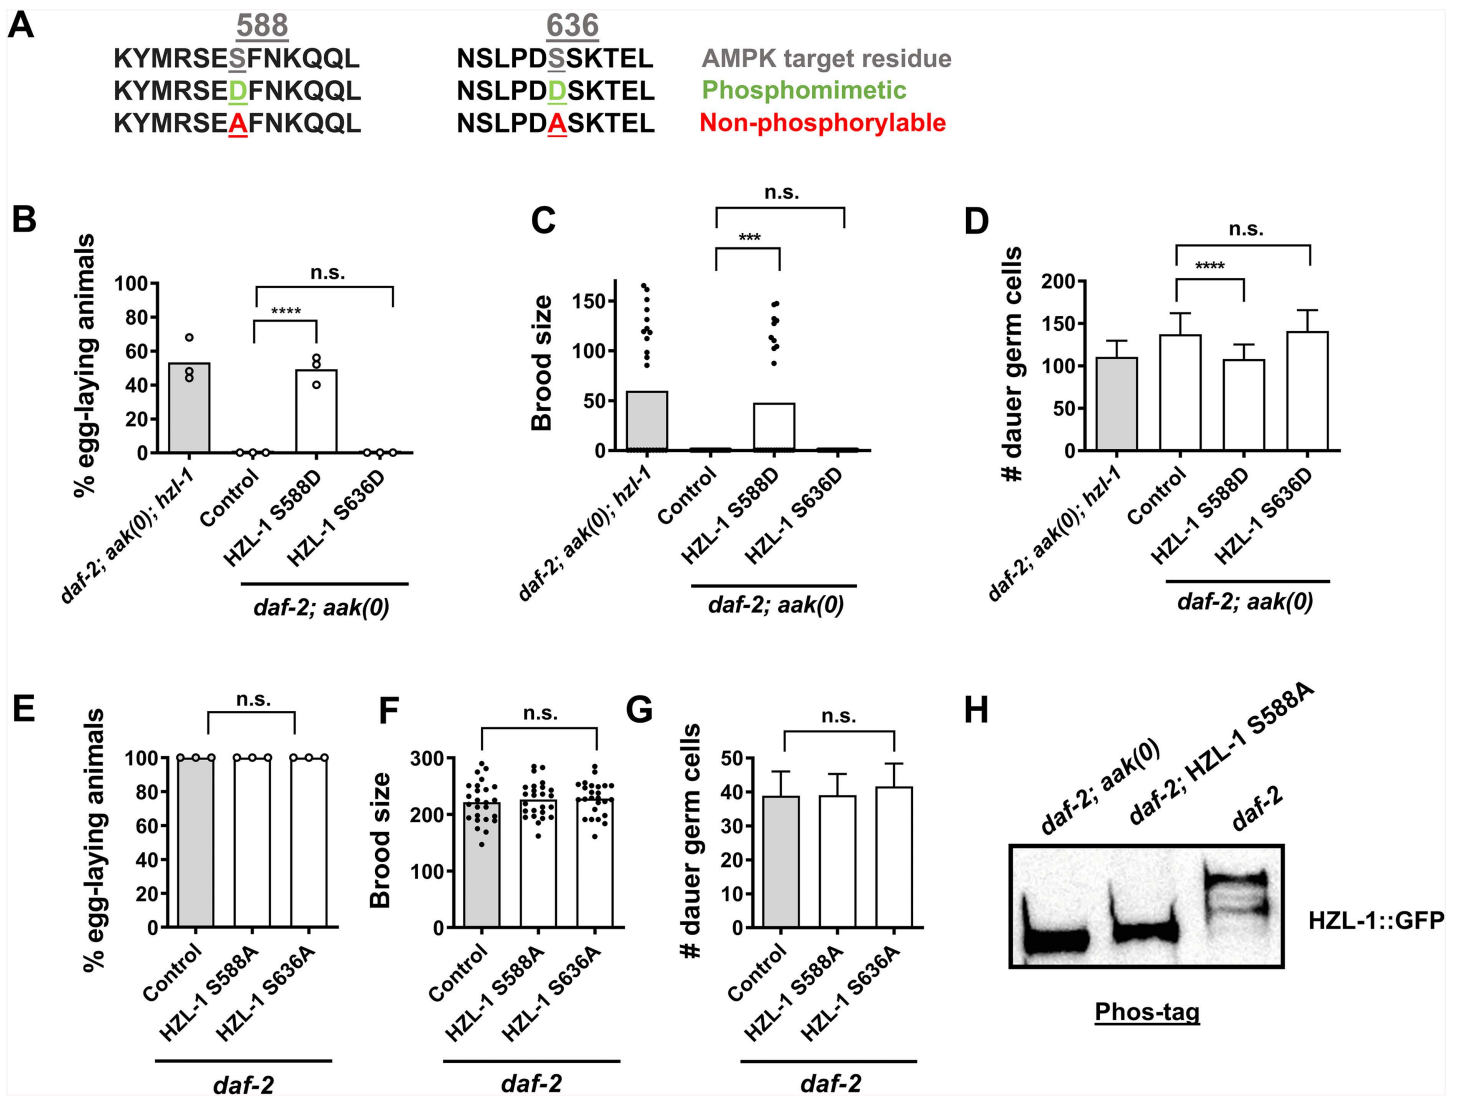 A
588
636
KYMRSESFNKQQL
NSLPDSSKTEL
AMPK target residue
KYMRSEDFNKQQL
NSLPDDSKTEL
Phosphomimetic
KYMRSEAFNKQQL
NSLPDASKTEL
Non-phosphorylable
B
% egg-laying animals
100
80
60
40
20
0
n.s.
****
daf-2; aak(0); hzl-1
Control
HZL-1 S588D
HZL-1 S636D
daf-2; aak(0)
C
Brood size
150
100
50
0
n.s.
***
daf-2; aak(0); hzl-1
Control
HZL-1 S588D
HZL-1 S636D
daf-2; aak(0)
D
# dauer germ cells
200
150
100
50
0
n.s.
****
daf-2; aak(0); hzl-1
Control
HZL-1 S588D
HZL-1 S636D
daf-2; aak(0)
E
% egg-laying animals
100
80
60
40
20
0
n.s.
Control
HZL-1 S588A
HZL-1 S636A
daf-2
F
Brood size
300
200
100
0
n.s.
Control
HZL-1 S588A
HZL-1 S636A
daf-2
G
# dauer germ cells
50
40
30
20
10
0
n.s.
Control
HZL-1 S588A
HZL-1 S636A
daf-2
H
daf-2; aak(0)
daf-2; HZL-1 S588A
daf-2
HZL-1::GFP
Phos-tag